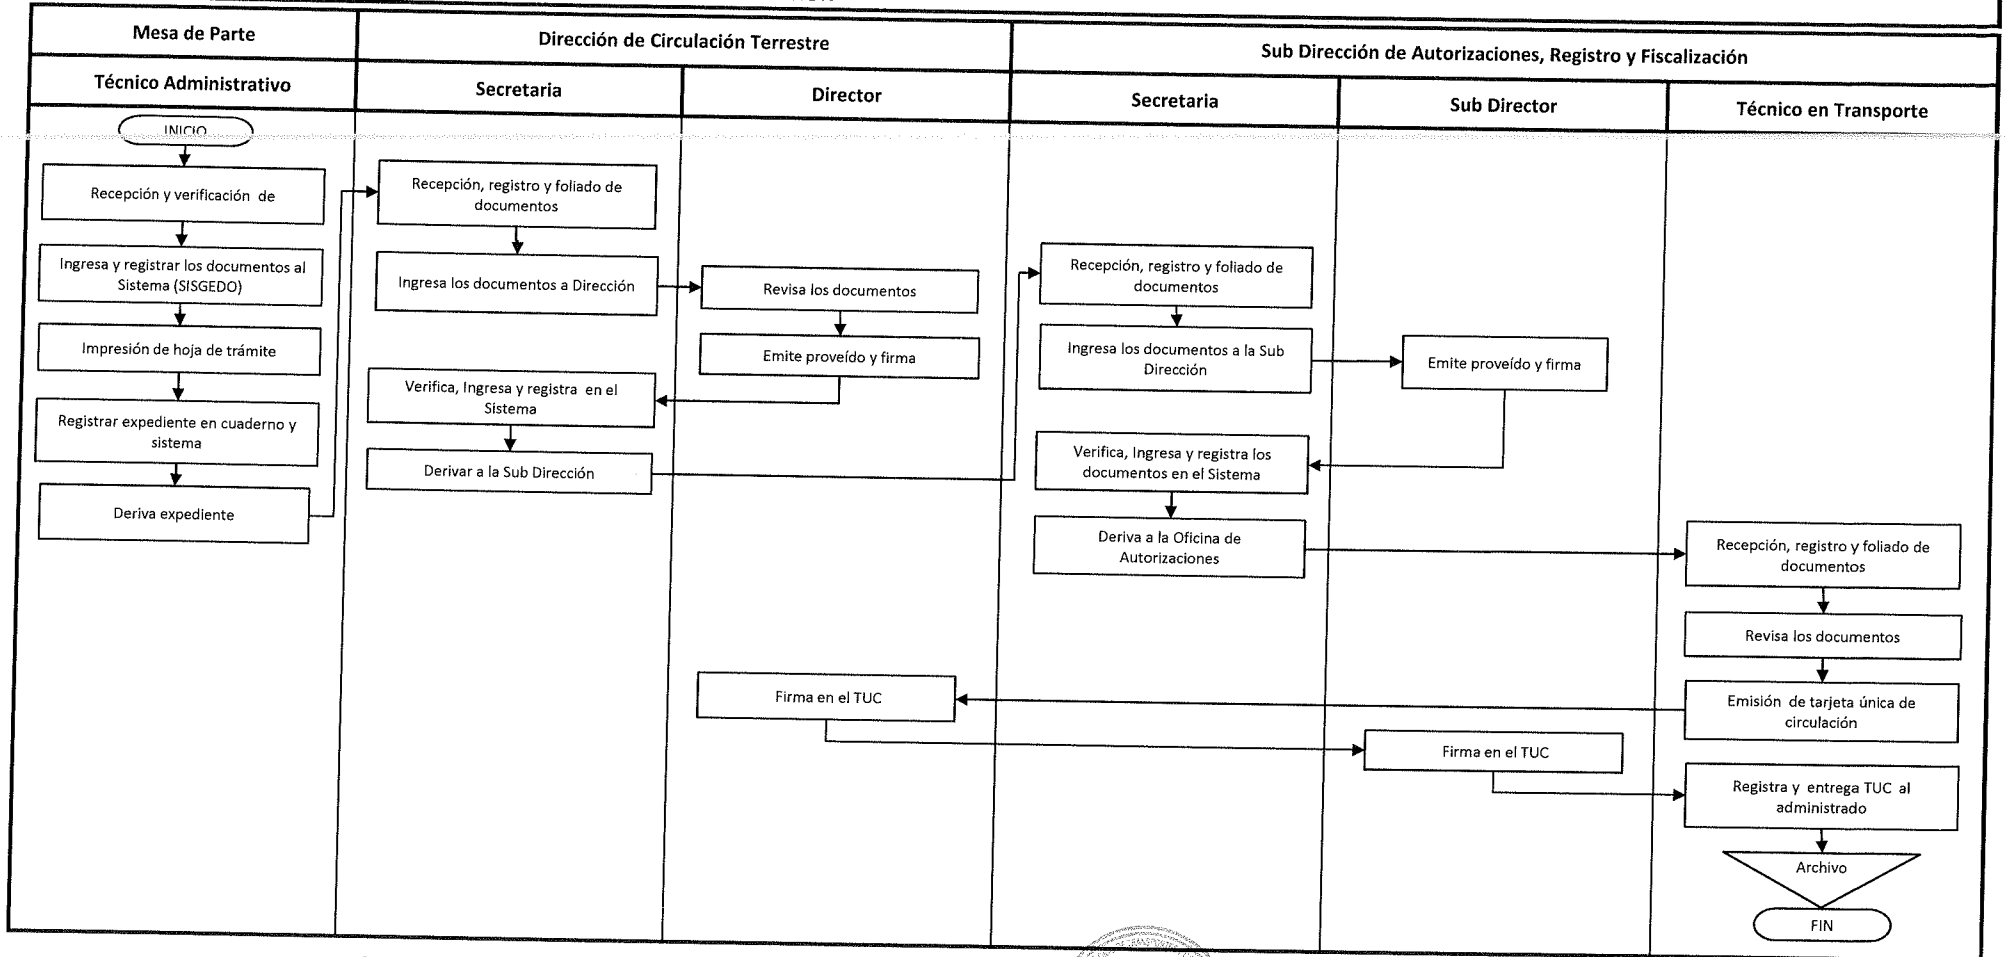 Mesa de Parte
Dirección de Circulación Terrestre
Sub Dirección de Autorizaciones, Registro y Fiscalización
Técnico Administrativo
Secretaria
Director
Secretaria
Sub Director
Técnico en Transporte
INICIO
Recepción y verificación de
Ingresa y registrar los documentos al
Sistema (SISGEDO)
Impresión de hoja de trámite
Registrar expediente en cuaderno y
sistema
Deriva expediente
Recepción, registro y foliado de
documentos
Ingresa los documentos a Dirección
Revisa los documentos
Emite proveído y firma
Verifica, Ingresa y registra en el
Sistema
Derivar a la Sub Dirección
Recepción, registro y foliado de
documentos
Ingresa los documentos a la Sub
Dirección
Emite proveído y firma
Verifica, Ingresa y registra los
documentos en el Sistema
Deriva a la Oficina de
Autorizaciones
Recepción, registro y foliado de
documentos
Revisa los documentos
Emisión de tarjeta única de
circulación
Firma en el TUC
Firma en el TUC
Registra y entrega TUC al
administrado
Archivo
FIN